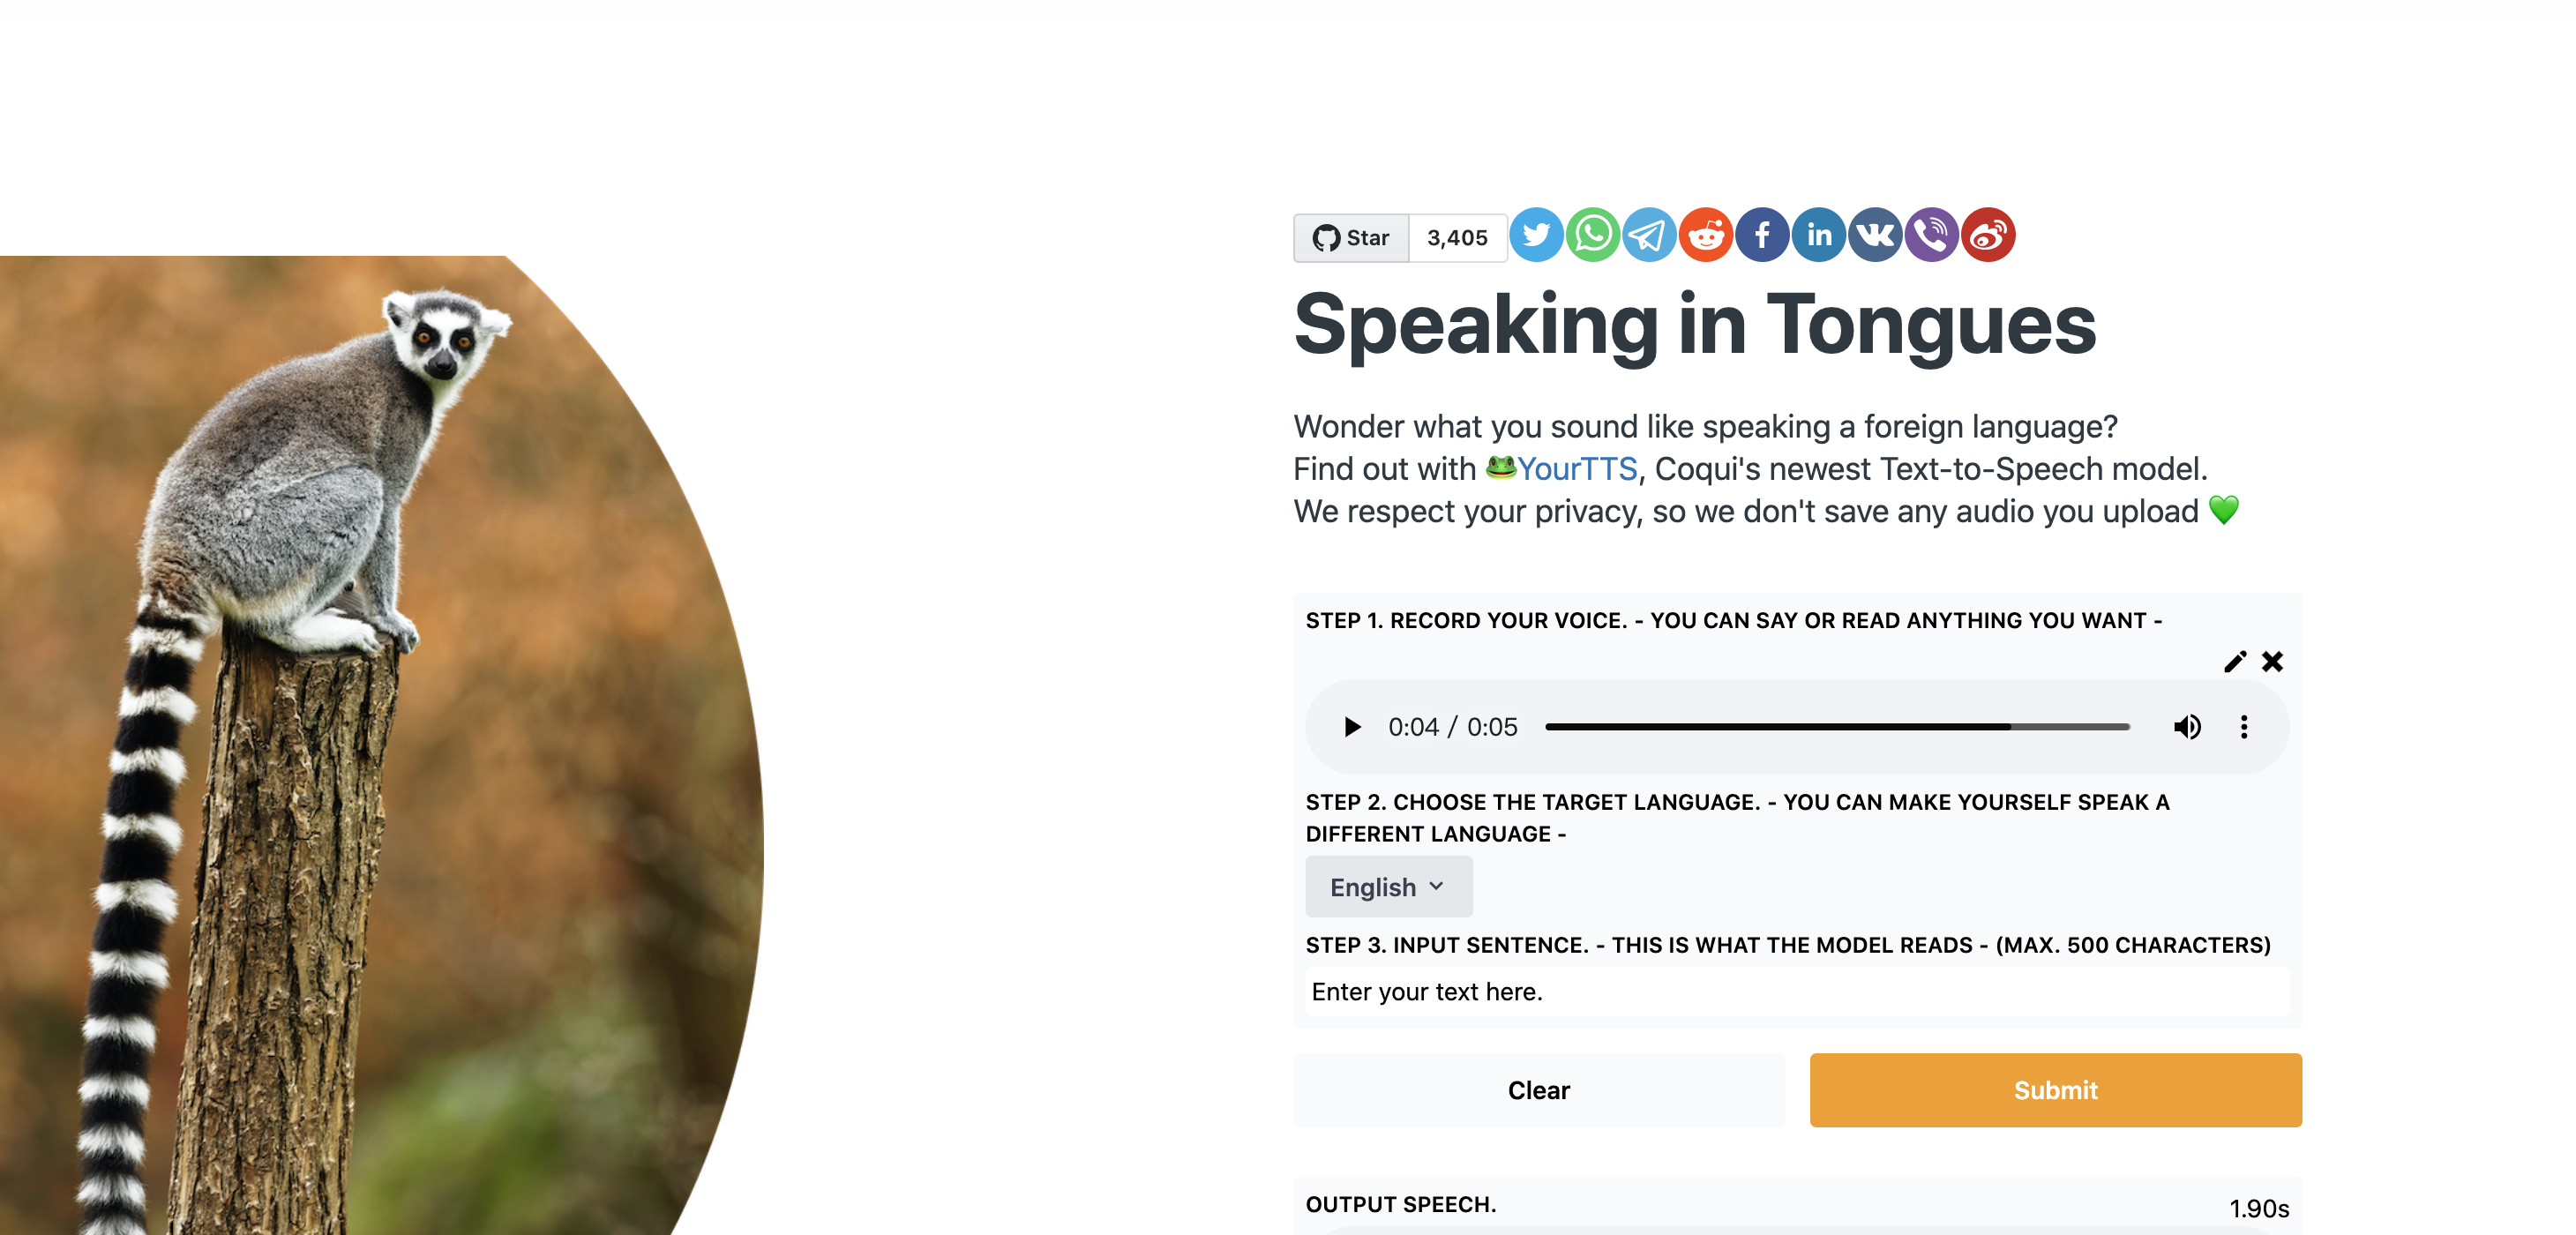 Star 3,405
Speaking in Tongues
Wonder what you sound like speaking a foreign language?
Find out with 🐸YourTTS, Coqui's newest Text-to-Speech model.
We respect your privacy, so we don't save any audio you upload 💚
STEP 1. RECORD YOUR VOICE. - YOU CAN SAY OR READ ANYTHING YOU WANT -
0:04 / 0:05
STEP 2. CHOOSE THE TARGET LANGUAGE. - YOU CAN MAKE YOURSELF SPEAK A
DIFFERENT LANGUAGE -
English
STEP 3. INPUT SENTENCE. - THIS IS WHAT THE MODEL READS - (MAX. 500 CHARACTERS)
Enter your text here.
Clear Submit
OUTPUT SPEECH. 1.90s